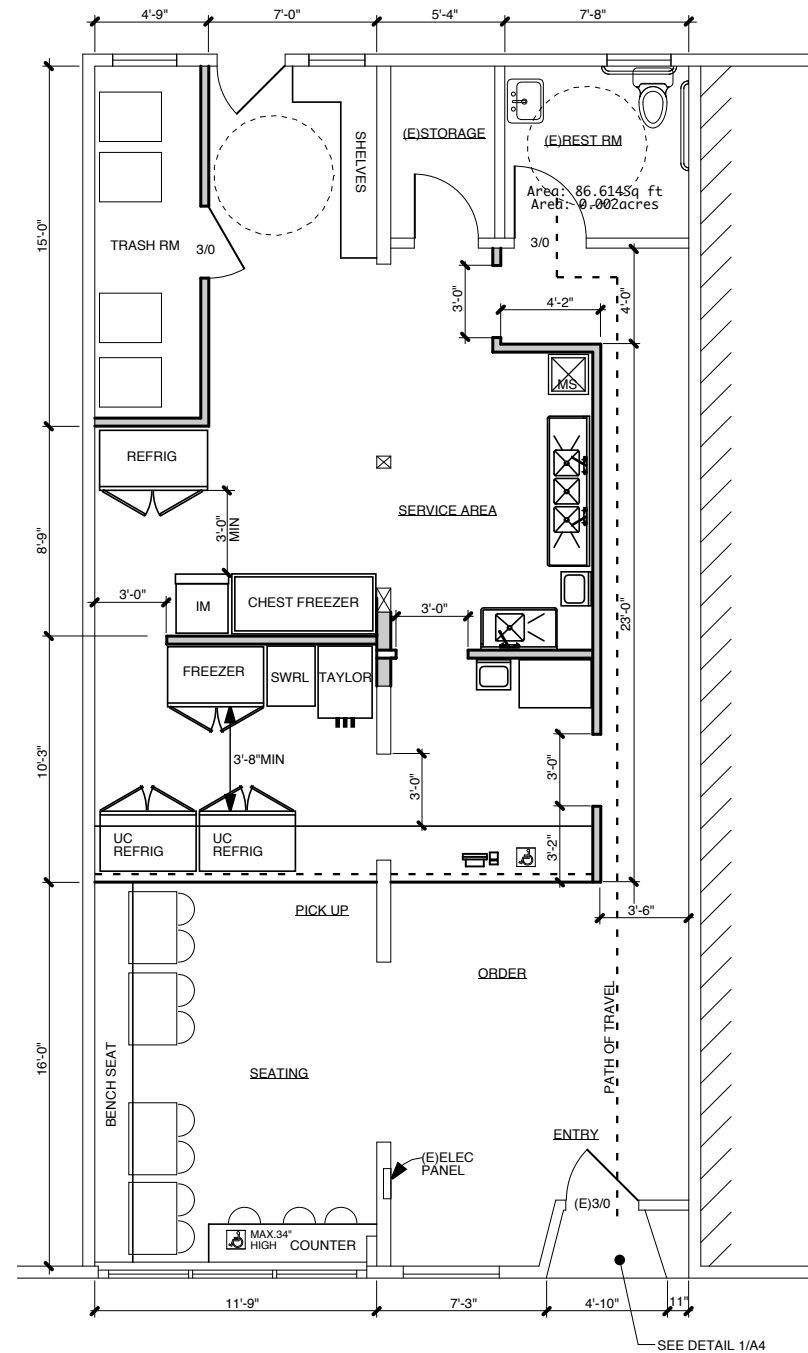 4'-9"
7'-0"
5'-4"
7'-8"
SHELVES
(E)STORAGE
(E)REST RM
Area: 86.614Sq ft
Area: 0.002acres
15'-0"
TRASH RM
3/0
3/0
3'-0"
4'-2"
4'-0"
MS
REFRIG
3'-0"
MIN
SERVICE AREA
8'-9"
3'-0"
IM
CHEST FREEZER
3'-0"
23'-0"
FREEZER
SWRL
TAYLOR
10'-3"
3'-8"MIN
3'-0"
3'-0"
UC
REFRIG
UC
REFRIG
3'-2"
PICK UP
3'-6"
ORDER
16'-0"
BENCH SEAT
SEATING
PATH OF TRAVEL
ENTRY
(E)ELEC
PANEL
(E)3/0
MAX.34"
HIGH
COUNTER
11'-9"
7'-3"
4'-10"
11"
SEE DETAIL 1/A4